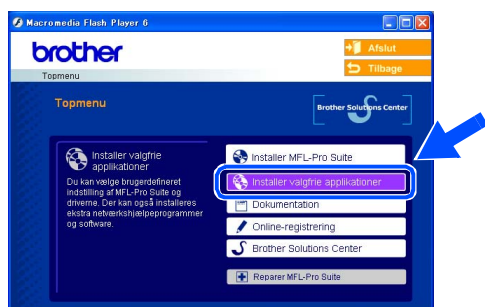 Macromedia Flash Player 6
brother
Afslut
Tilbage
Topmenu
Topmenu
Brother Solutions Center
Installer valgfrie
applikationer
Du kan vælge brugerdefineret
indstilling af MFL-Pro Suite og
driverne. Der kan også installeres
ekstra netværkshjælpeprogrammer
og software.
Installer MFL-Pro Suite
Installer valgfrie applikationer
Dokumentation
Online-registrering
Brother Solutions Center
Reparer MFL-Pro Suite